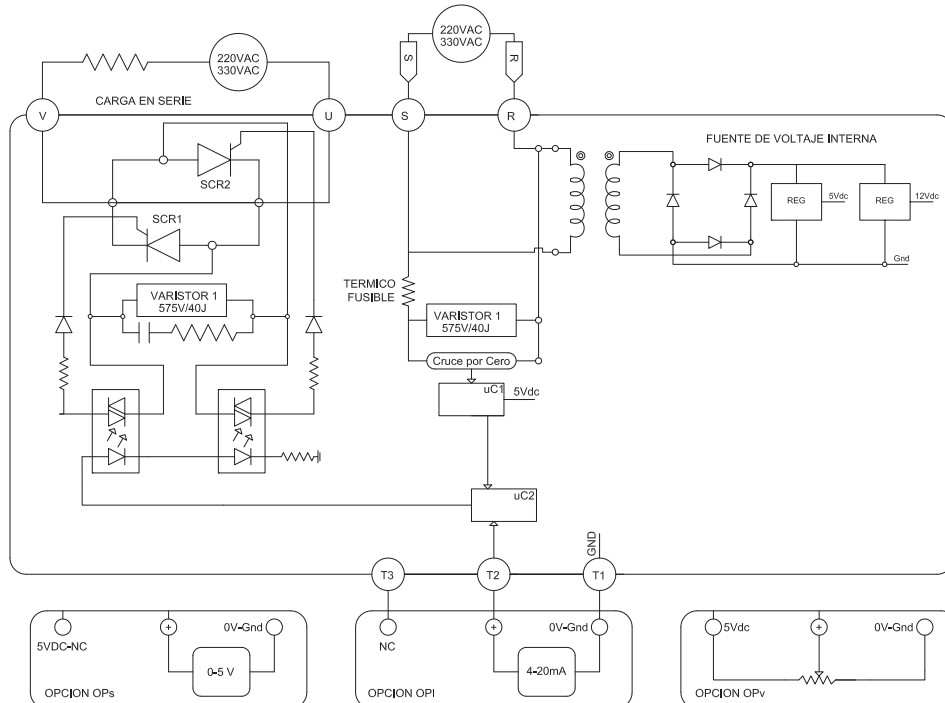 220VAC
330VAC
220VAC
330VAC
S
R
CARGA EN SERIE
V
U
S
R
FUENTE DE VOLTAJE INTERNA
SCR2
SCR1
REG
5Vdc
REG
12Vdc
Gnd
TERMICO
FUSIBLE
VARISTOR 1
575V/40J
VARISTOR 1
575V/40J
Cruce por Cero
uC1
5Vdc
uC2
GND
T3
T2
T1
5VDC-NC
+
0V-Gnd
0-5 V
OPCION OPs
NC
+
0V-Gnd
4-20mA
OPCION OPI
5Vdc
+
0V-Gnd
OPCION OPv